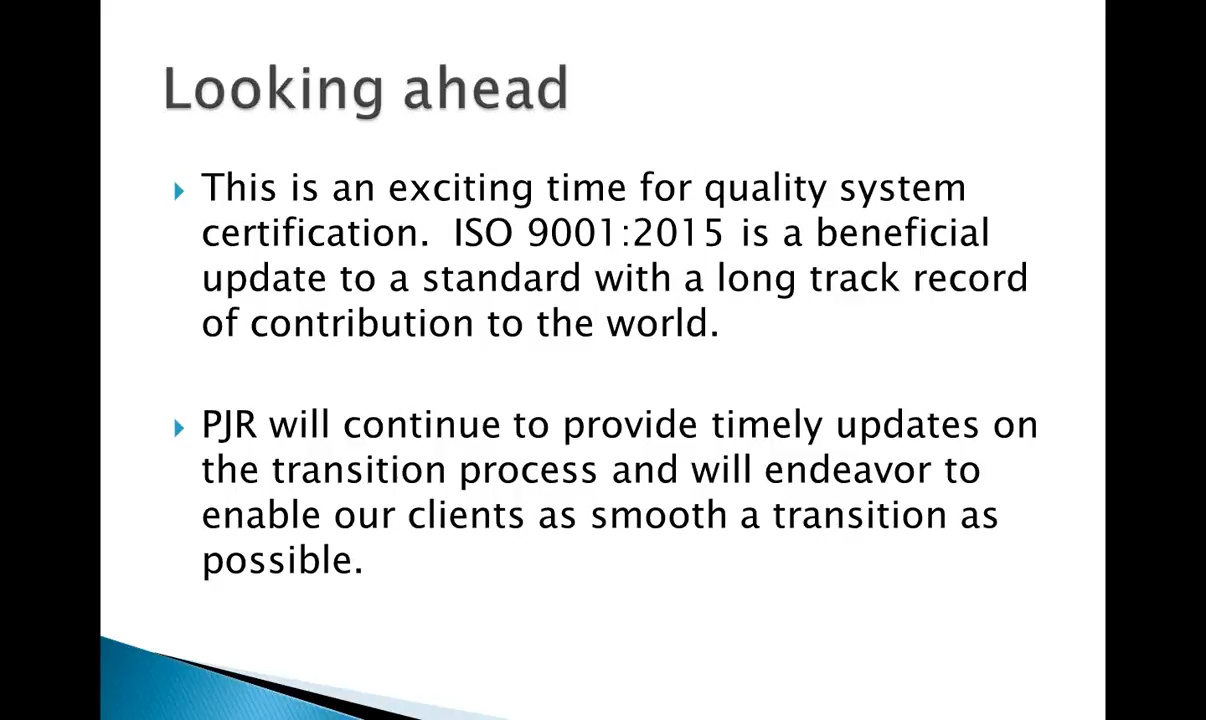 Looking ahead
This is an exciting time for quality system
certification.  ISO 9001:2015 is a beneficial
update to a standard with a long track record
of contribution to the world.
PJR will continue to provide timely updates on
the transition process and will endeavor to
enable our clients as smooth a transition as
possible.